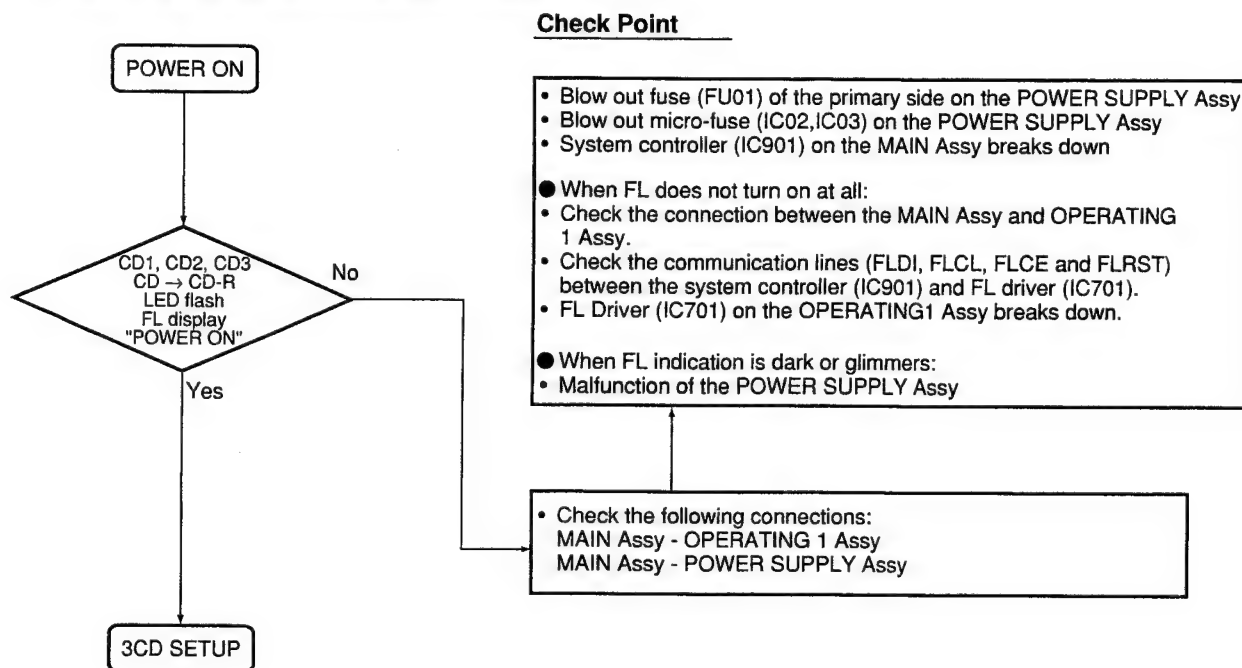 Check Point
POWER ON
• Blow out fuse (FU01) of the primary side on the POWER SUPPLY Assy
• Blow out micro-fuse (IC02,IC03) on the POWER SUPPLY Assy
• System controller (IC901) on the MAIN Assy breaks down
● When FL does not turn on at all:
• Check the connection between the MAIN Assy and OPERATING
1 Assy.
• Check the communication lines (FLDI, FLCL, FLCE and FLRST)
between the system controller (IC901) and FL driver (IC701).
• FL Driver (IC701) on the OPERATING1 Assy breaks down.
● When FL indication is dark or glimmers:
• Malfunction of the POWER SUPPLY Assy
CD1, CD2, CD3
CD → CD-R
LED flash
FL display
"POWER ON"
No
Yes
• Check the following connections:
MAIN Assy - OPERATING 1 Assy
MAIN Assy - POWER SUPPLY Assy
3CD SETUP